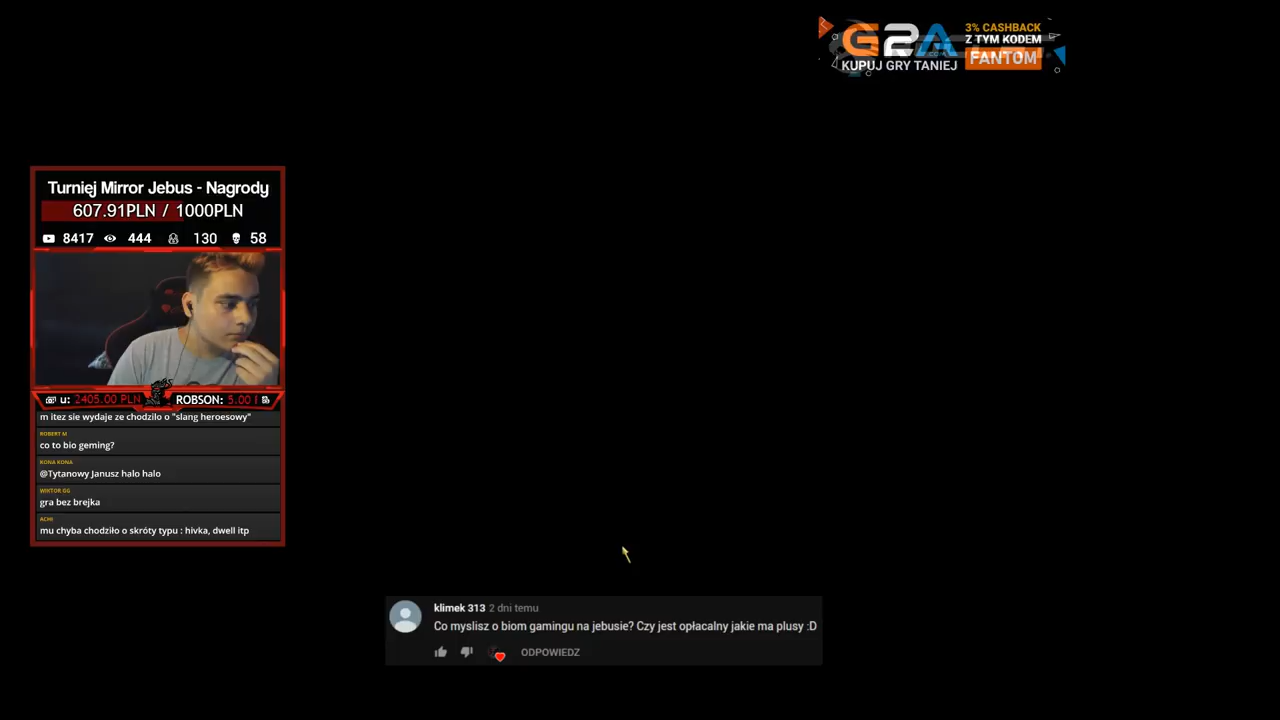 G2A
.COM
KUPUJ GRY TANIEJ
3% CASHBACK
Z TYM KODEM
FANTOM
Turniej Mirror Jebus - Nagrody
607.91PLN / 1000PLN
8417 444 130 58
u: 2405.00 PLN ROBSON: 5.00
m itez sie wydaje ze chodzilo o "slang heroesowy"
ROBERT M
co to bio geming?
KONA KONA
@Tytanowy Janusz halo halo
WIKTOR GG
gra bez brejka
ACHI
mu chyba chodziło o skróty typu : hivka, dwell itp
klimek 313 2 dni temu
Co myslisz o biom gamingu na jebusie? Czy jest opłacalny jakie ma plusy :D
ODPOWIEDZ